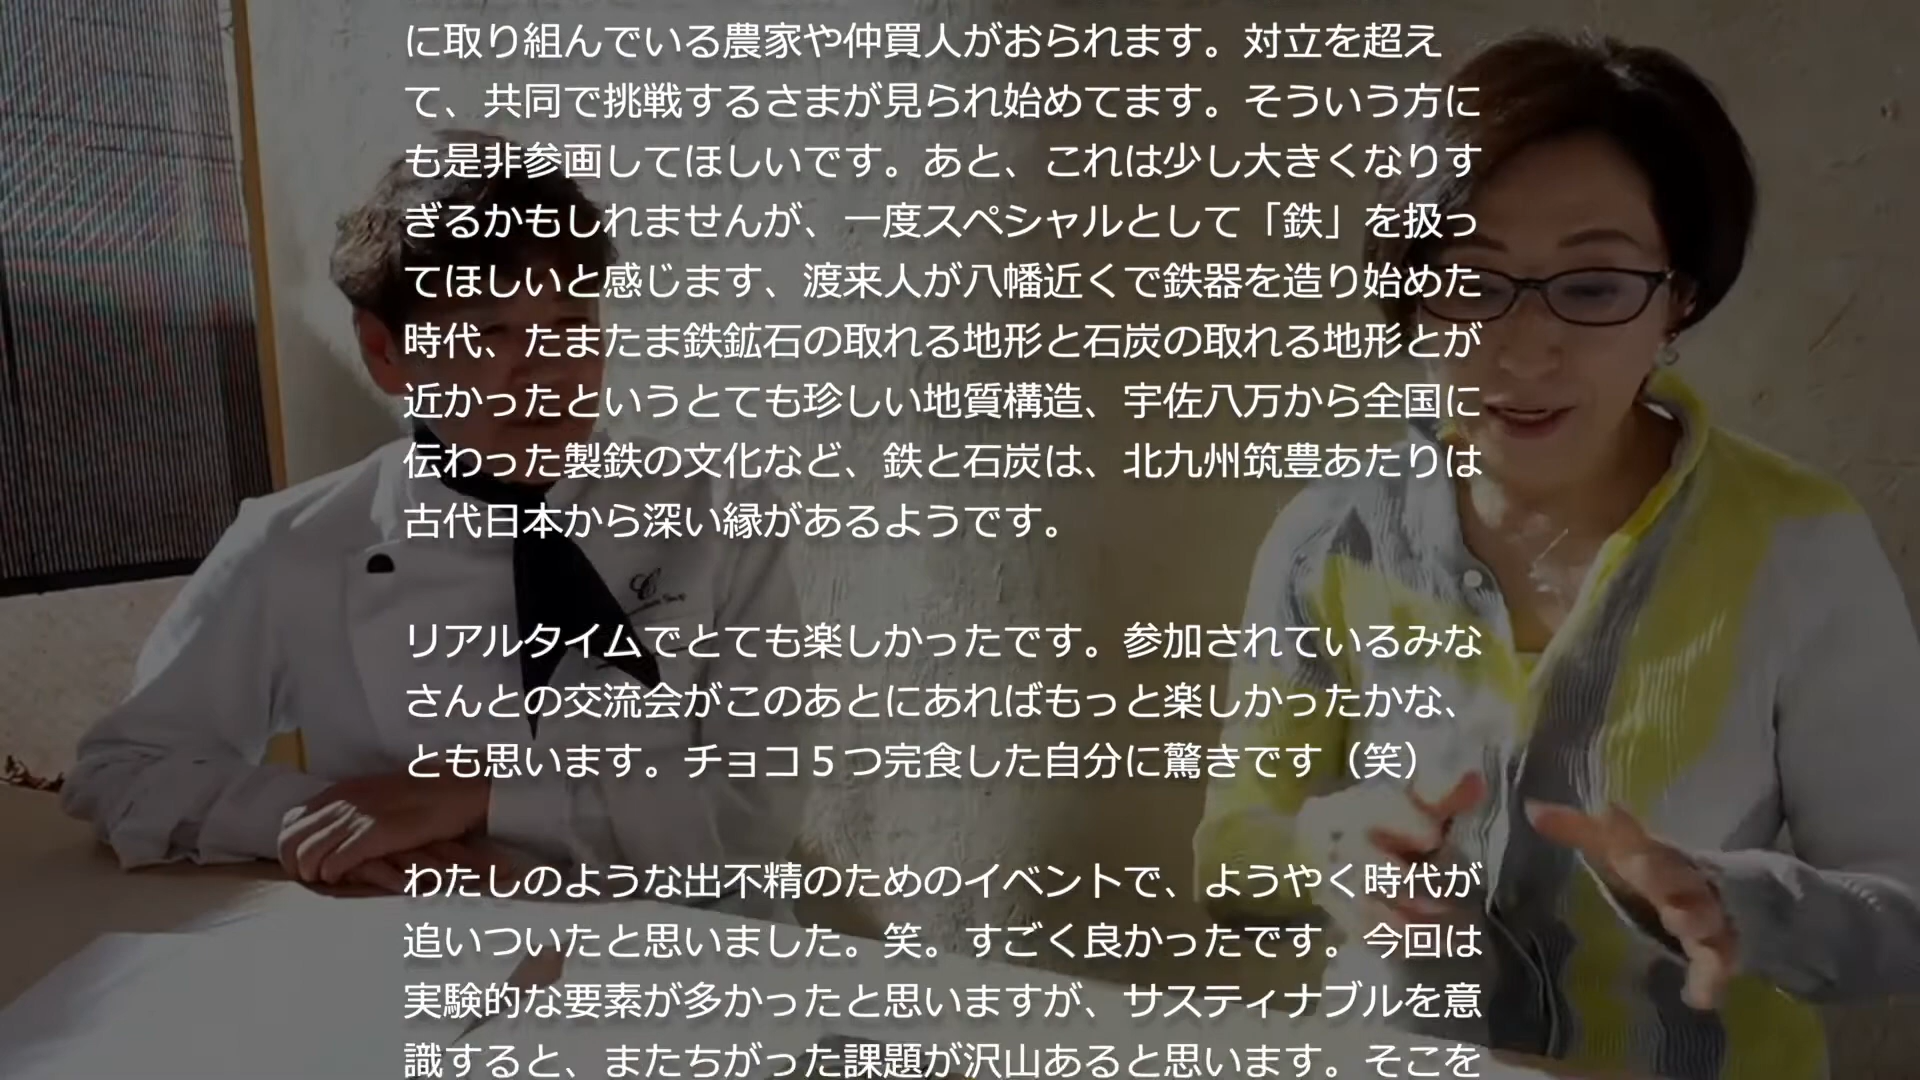 に取り組んでいる農家や仲買人がおられます。対立を超え
て、共同で挑戦するさまが見られ始めてます。そういう方に
も是非参画してほしいです。あと、これは少し大きくなりす
ぎるかもしれませんが、一度スペシャルとして「鉄」を扱っ
てほしいと感じます、渡来人が八幡近くで鉄器を造り始めた
時代、たまたま鉄鉱石の取れる地形と石炭の取れる地形とが
近かったというとても珍しい地質構造、宇佐八万から全国に
伝わった製鉄の文化など、鉄と石炭は、北九州筑豊あたりは
古代日本から深い縁があるようです。
リアルタイムでとても楽しかったです。参加されているみな
さんとの交流会がこのあとにあればもっと楽しかったかな、
とも思います。チョコ５つ完食した自分に驚きです（笑）
わたしのような出不精のためのイベントで、ようやく時代が
追いついたと思いました。笑。すごく良かったです。今回は
実験的な要素が多かったと思いますが、サスティナブルを意
識すると、またちがった課題が沢山あると思います。そこを